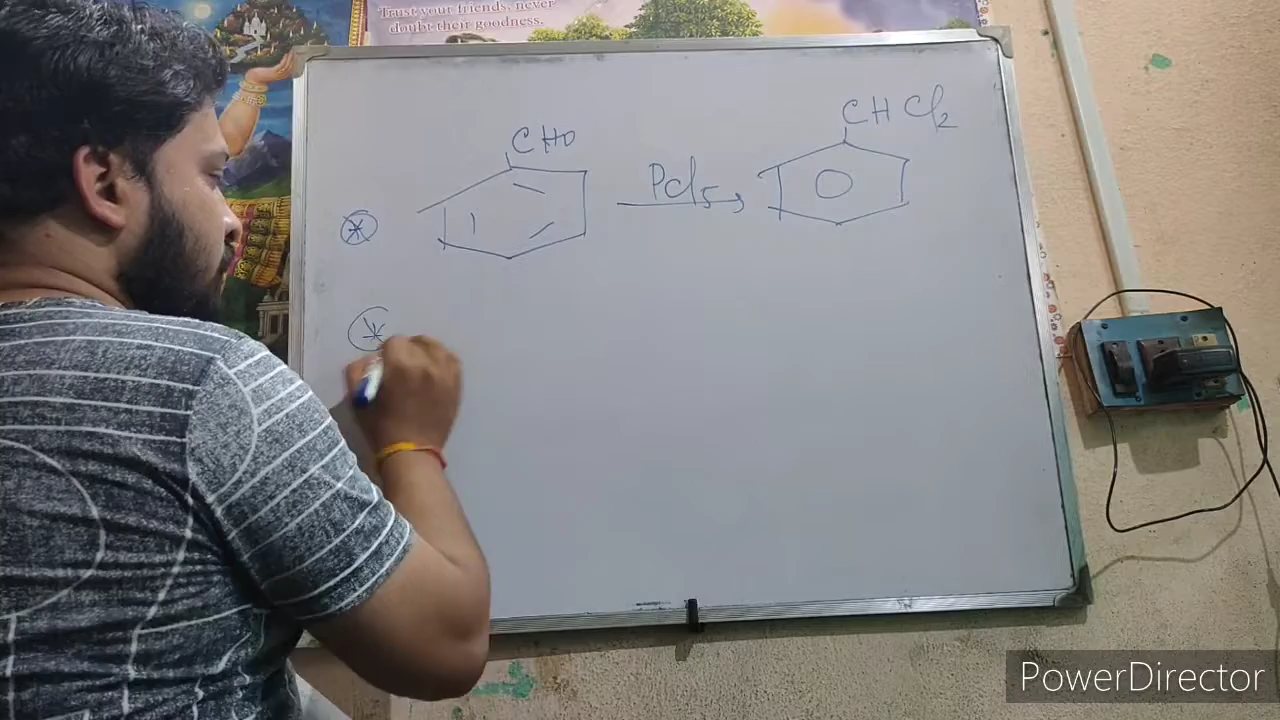 Trust your friends, never
doubt their goodness.
CHO
PCl5
CHCl2
PowerDirector